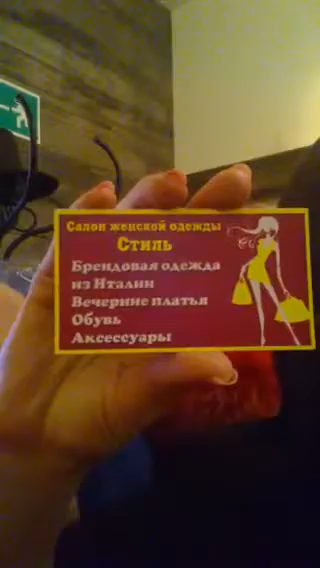 Салон женской одежды
Стиль
Брендовая одежда
из Италии
Вечерние платья
Обувь
Аксессуары